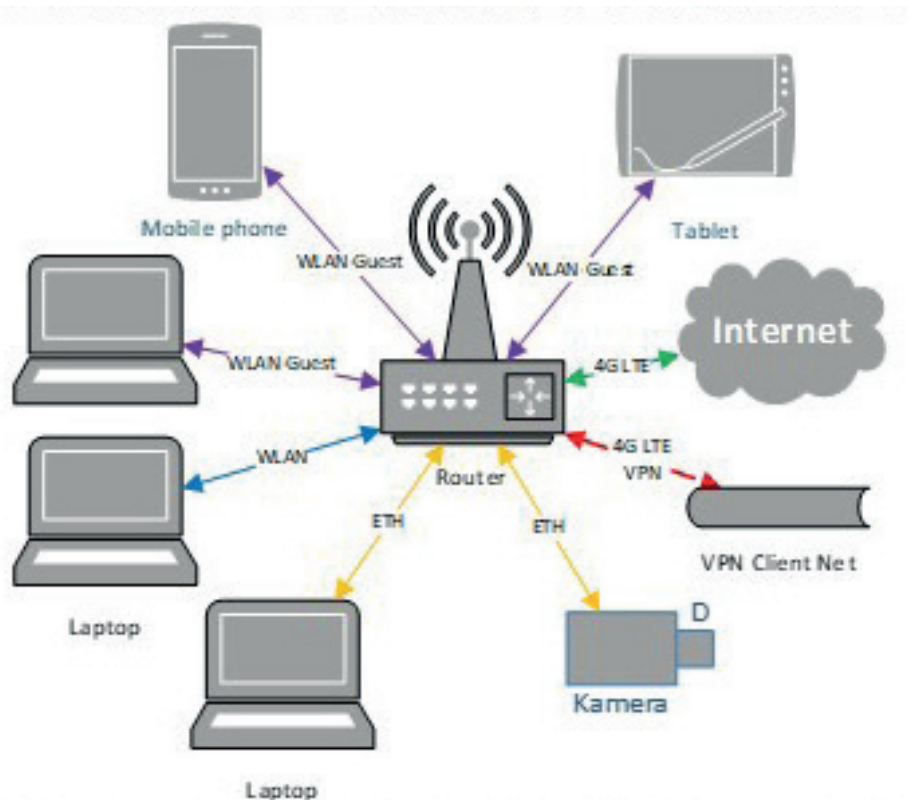 Mobile phone
Tablet
WLAN Guest
WLAN Guest
Internet
WLAN Guest
4G LTE
4G LTE
VPN
WLAN
Router
ETH
ETH
VPN Client Net
Laptop
D
Kamera
Laptop